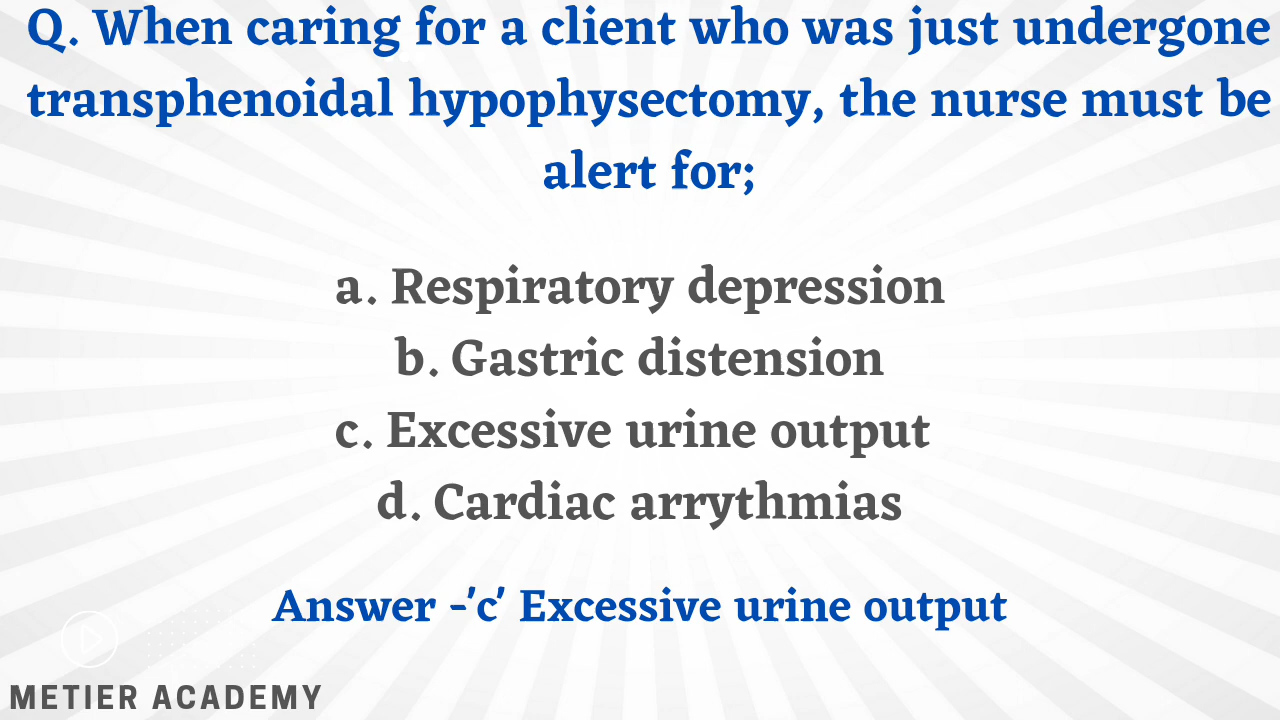 Q. When caring for a client who was just undergone
transphenoidal hypophysectomy, the nurse must be
alert for;
a. Respiratory depression
b. Gastric distension
c. Excessive urine output
d. Cardiac arrythmias
Answer -'c' Excessive urine output
METIER ACADEMY